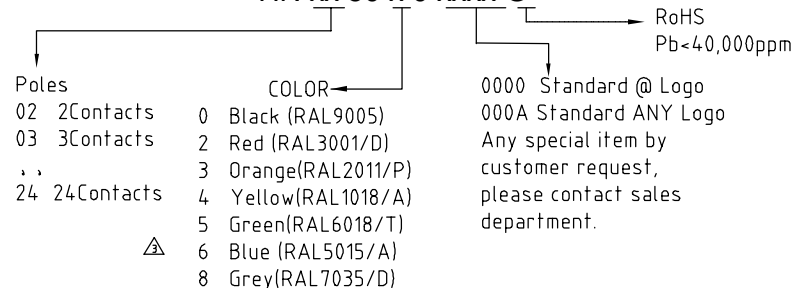 RoHS
Pb<40,000ppm
Poles
02 2Contacts
03 3Contacts
، ،
24 24Contacts
COLOR
0 Black (RAL9005)
2 Red (RAL3001/D)
3 Orange(RAL2011/P)
4 Yellow(RAL1018/A)
5 Green(RAL6018/T)
3
6 Blue (RAL5015/A)
8 Grey(RAL7035/D)
0000 Standard @ Logo
000A Standard ANY Logo
Any special item by
customer request,
please contact sales
department.